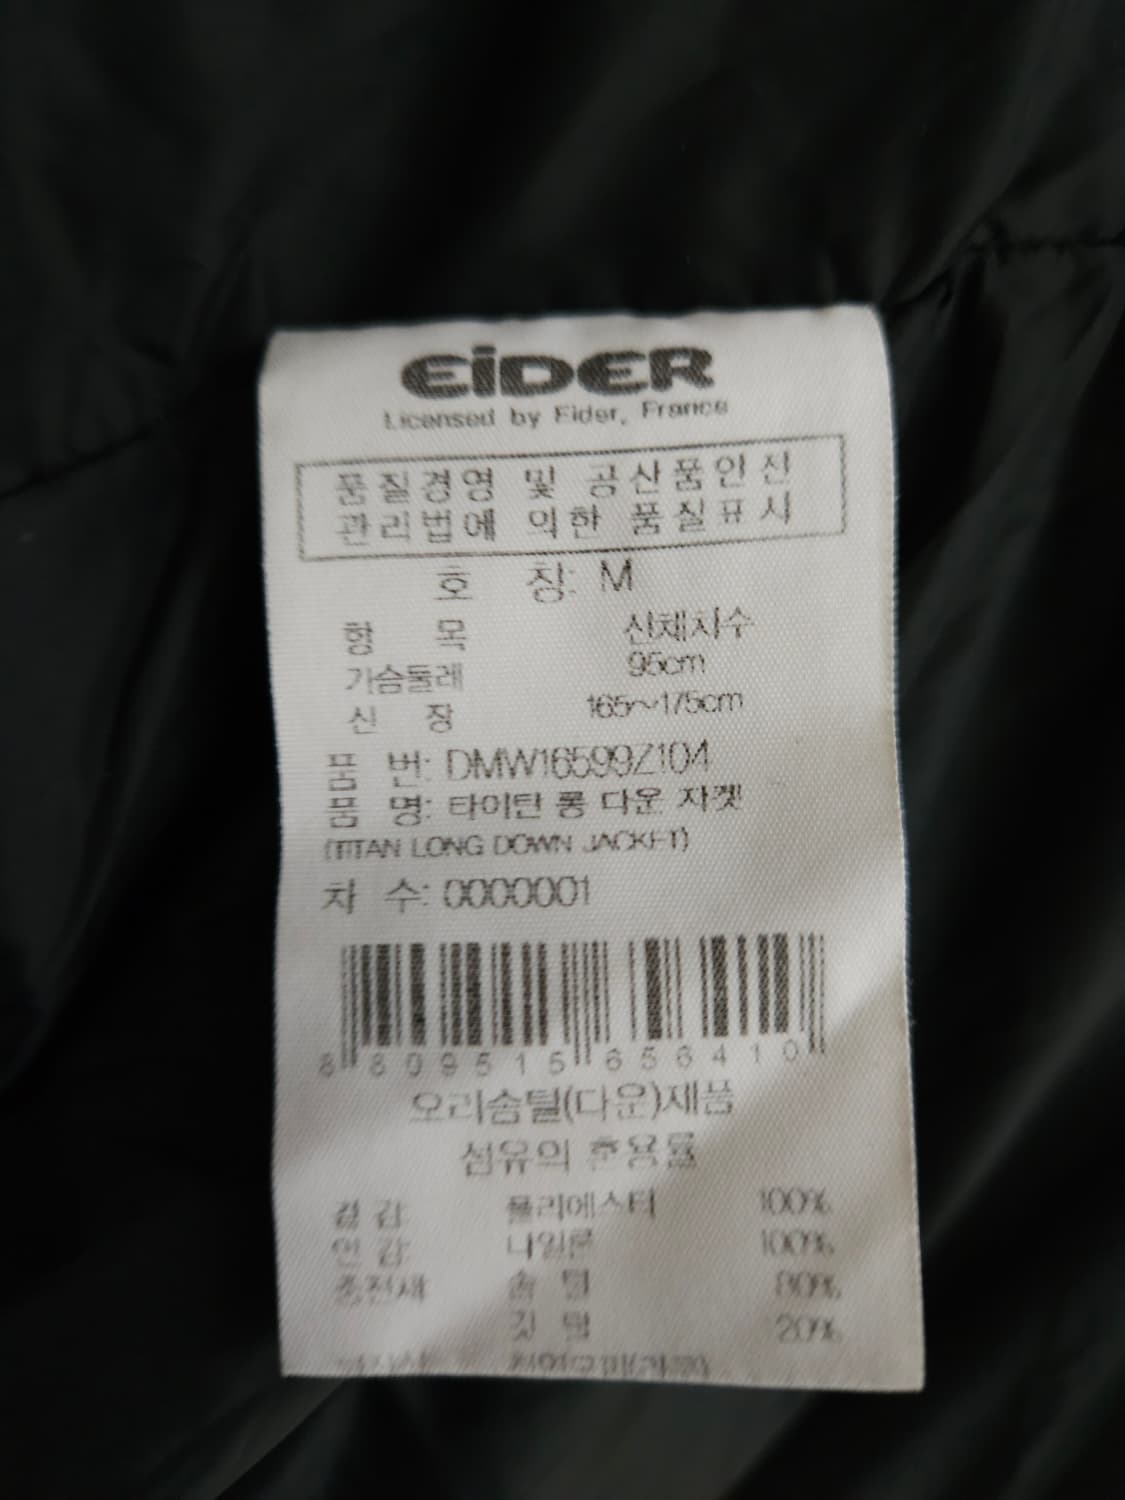 EiDER
Licensed by Eider, France
품질경영 및 공산품안전
관리법에 의한 품질표시
호 칭: M
항 목 신체치수
가슴둘레 95cm
신 장 165~175cm
품 번: DMW16599Z104
품 명: 타이탄 롱 다운 자켓
(TITAN LONG DOWN JACKET)
차 수: 0000001
8 809515 656410
오리솜털(다운)제품
섬유의 혼용률
겉 감 폴리에스터 100%
안 감 나일론 100%
충전재 솜 털 80%
깃 털 20%